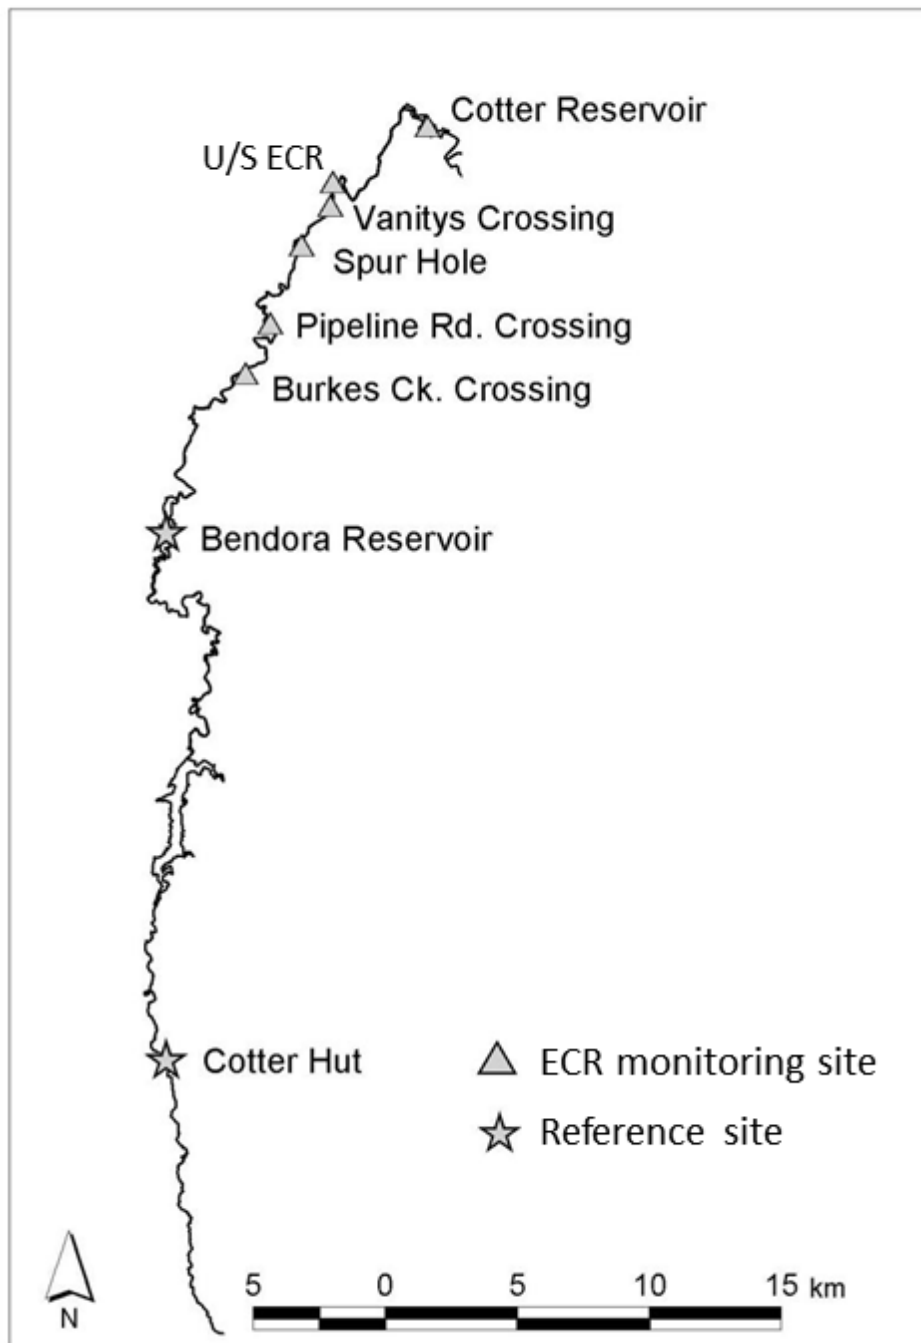 Cotter Reservoir
U/S ECR
Vanitys Crossing
Spur Hole
Pipeline Rd. Crossing
Burkes Ck. Crossing
Bendora Reservoir
Cotter Hut
ECR monitoring site
Reference site
5 0 5 10 15 km
N